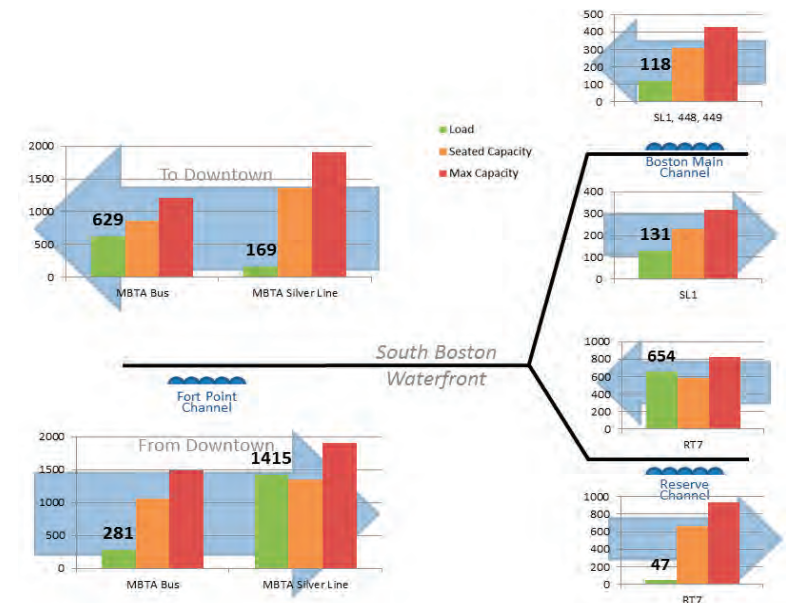 500
400
300
200
100
0
118
SL1, 448, 449
Load
Seated Capacity
Max Capacity
Boston Main
Channel
2000
1500
1000
500
0
To Downtown
629
169
MBTA Bus
MBTA Silver Line
400
300
200
100
0
131
SL1
South Boston
Waterfront
Fort Point
Channel
1000
800
600
400
200
0
654
RT7
Reserve
Channel
From Downtown
2000
1500
1000
500
0
281
1415
MBTA Bus
MBTA Silver Line
1000
800
600
400
200
0
47
RT7